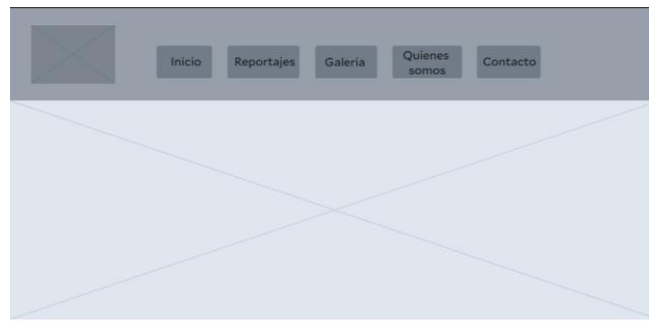 Inicio
Reportajes
Galeria
Quienes
somos
Contacto